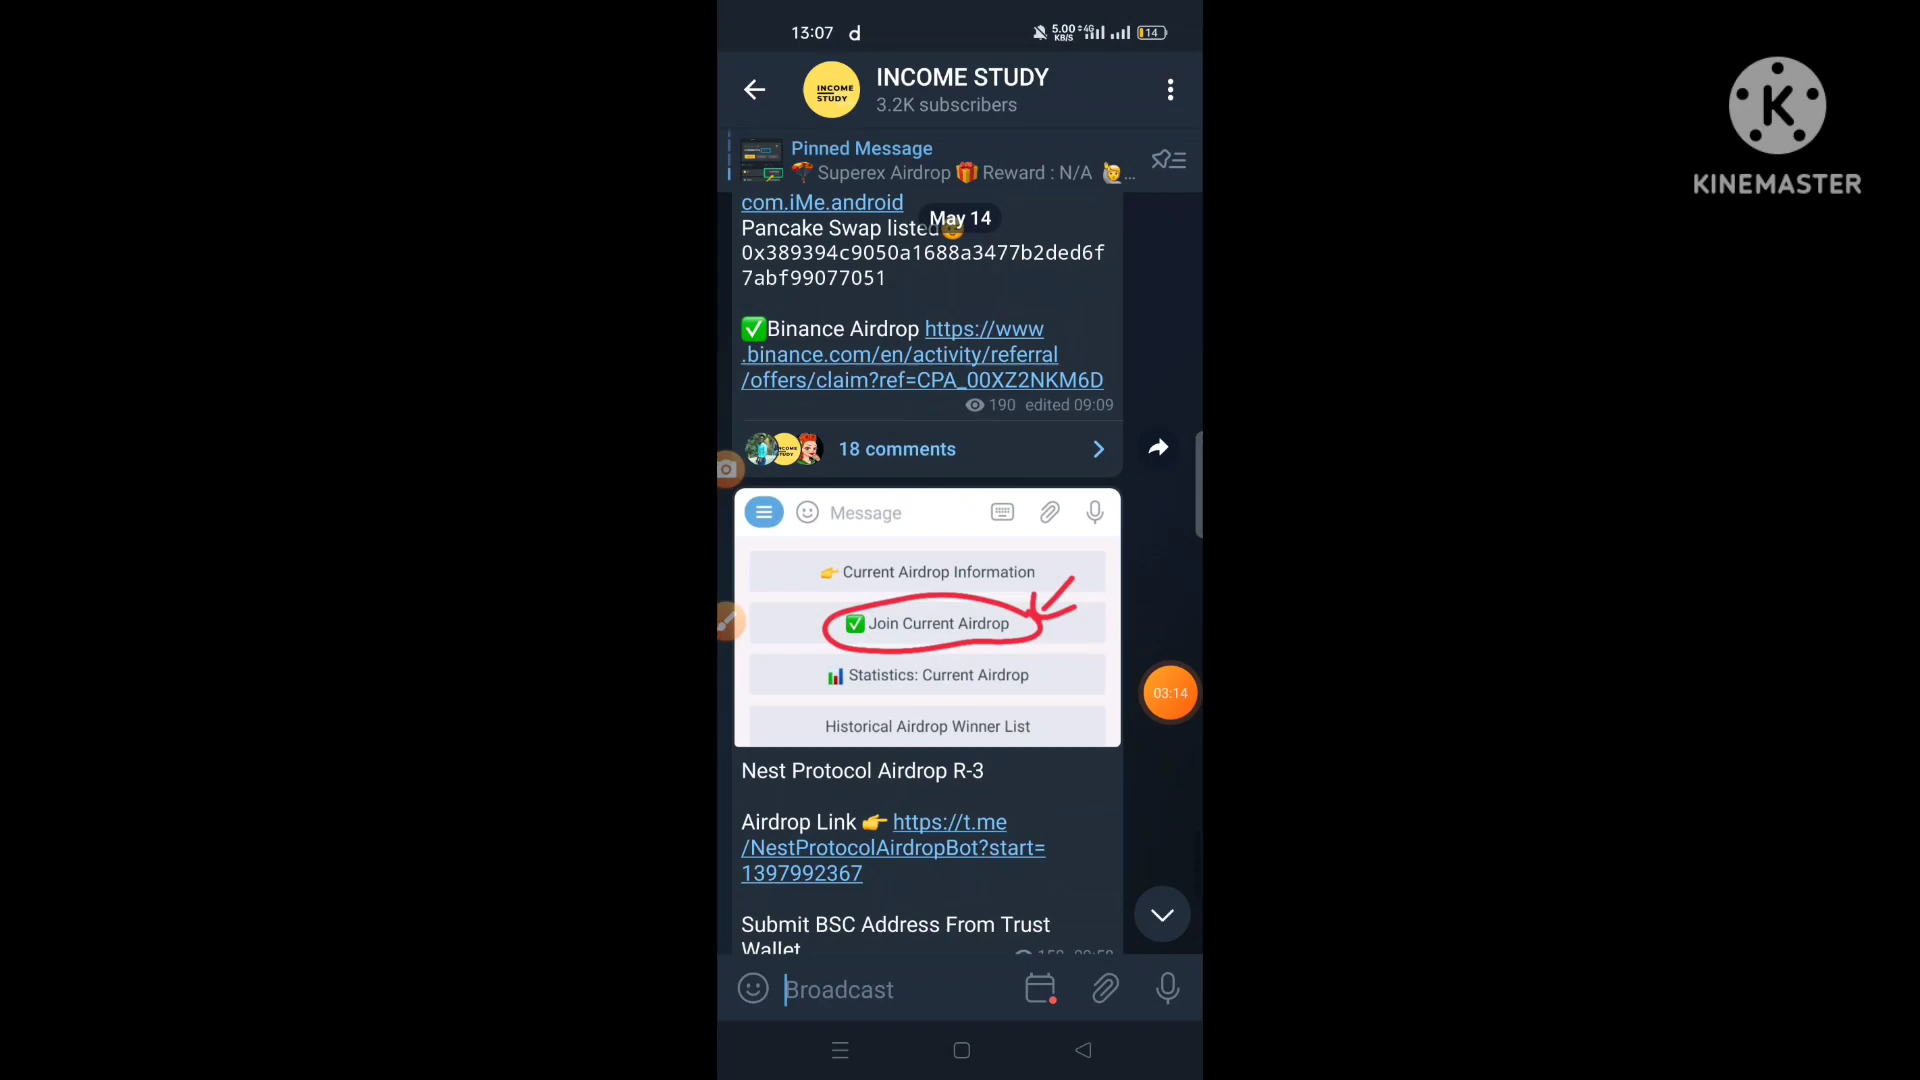 13:07 d 5.00 KB/S 4G 14
INCOME STUDY
INCOME STUDY
3.2K subscribers
Pinned Message
Superex Airdrop 🎁 Reward : N/A 🙋...
com.iMe.android
May 14
Pancake Swap listed
0x389394c9050a1688a3477b2ded6f
7abf99077051
✅Binance Airdrop https://www
.binance.com/en/activity/referral
/offers/claim?ref=CPA_00XZ2NKM6D
190 edited 09:09
18 comments
Message
👉 Current Airdrop Information
✅ Join Current Airdrop
📊 Statistics: Current Airdrop
Historical Airdrop Winner List
03:14
Nest Protocol Airdrop R-3
Airdrop Link 👉 https://t.me
/NestProtocolAirdropBot?start=
1397992367
Submit BSC Address From Trust
Wallet
Broadcast
K
KINEMASTER